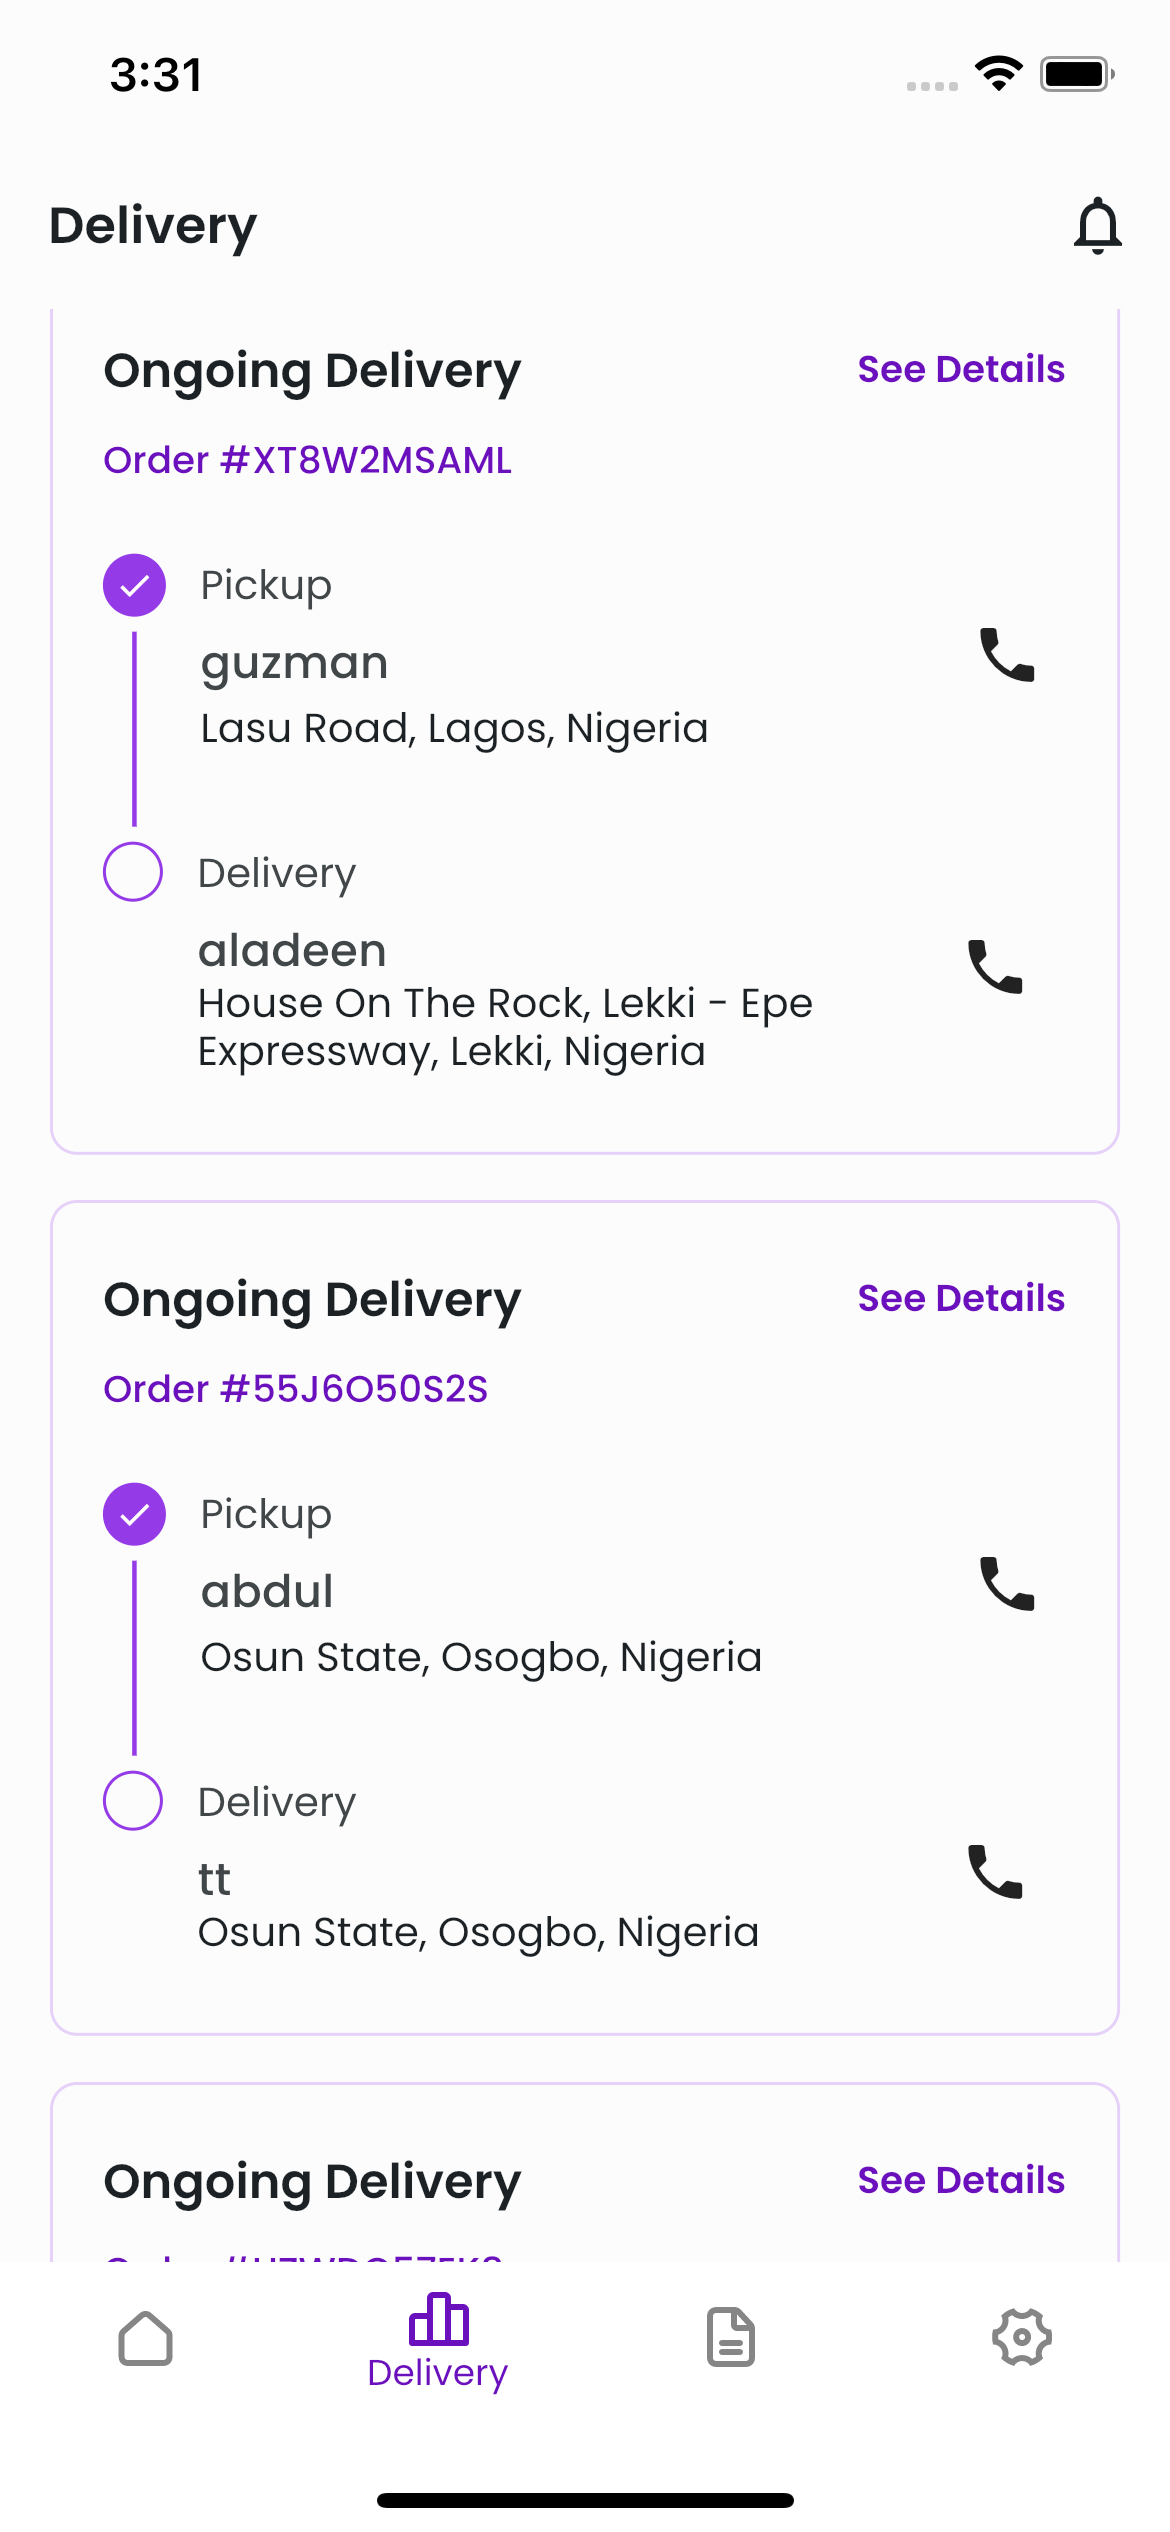 3:31
Delivery
Ongoing Delivery
See Details
Order #XT8W2MSAML
Pickup
guzman
Lasu Road, Lagos, Nigeria
Delivery
aladeen
House On The Rock, Lekki - Epe
Expressway, Lekki, Nigeria
Ongoing Delivery
See Details
Order #55J6O50S2S
Pickup
abdul
Osun State, Osogbo, Nigeria
Delivery
tt
Osun State, Osogbo, Nigeria
Ongoing Delivery
See Details
Order
Delivery